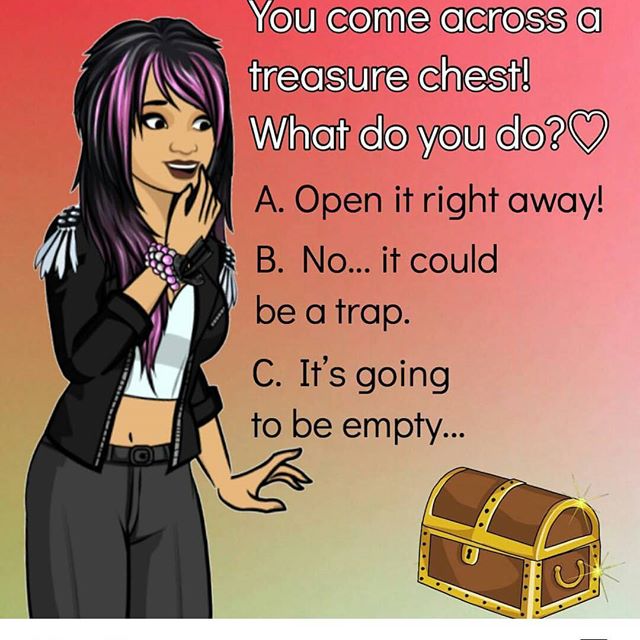 You come across a
treasure chest!
What do you do?♡
A. Open it right away!
B. No... it could
be a trap.
C. It's going
to be empty...